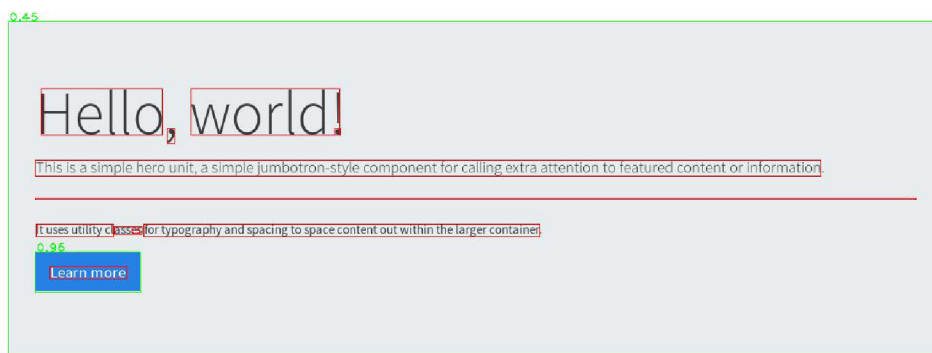 0.45
Hello, world!
This is a simple hero unit, a simple jumbotron-style component for calling extra attention to featured content or information.
It uses utility classes for typography and spacing to space content out within the larger container.
0.96
Learn more